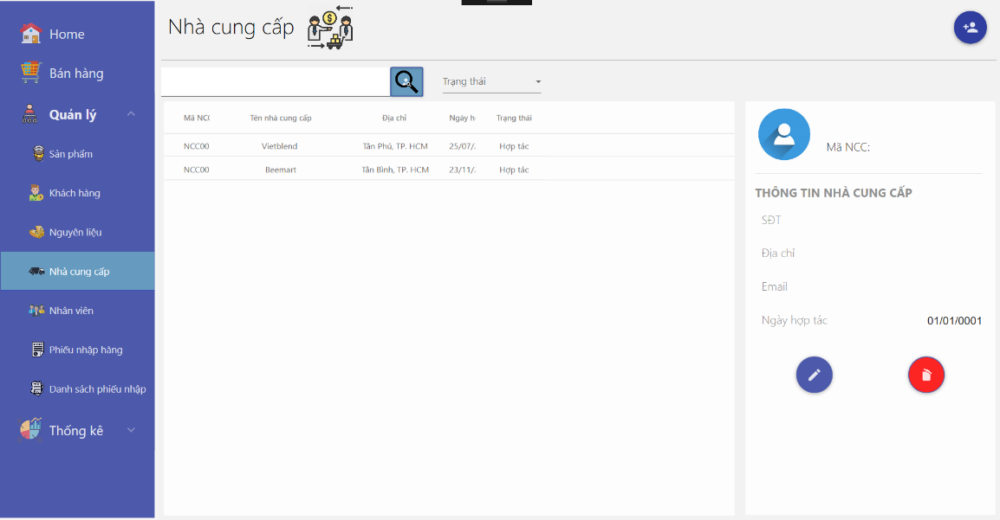 Home
Bán hàng
Quản lý
Sản phẩm
Khách hàng
Nguyên liệu
Nhà cung cấp
Nhân viên
Phiếu nhập hàng
Danh sách phiếu nhập
Thống kê
Nhà cung cấp
Trạng thái
Mã NC Tên nhà cung cấp Địa chỉ Ngày h Trạng thái
NCC00 Vietblend Tân Phú, TP. HCM 25/07/. Hợp tác
NCC00 Beemart Tân Bình, TP. HCM 23/11/. Hợp tác
Mã NCC:
THÔNG TIN NHÀ CUNG CẤP
SĐT
Địa chỉ
Email
Ngày hợp tác 01/01/0001